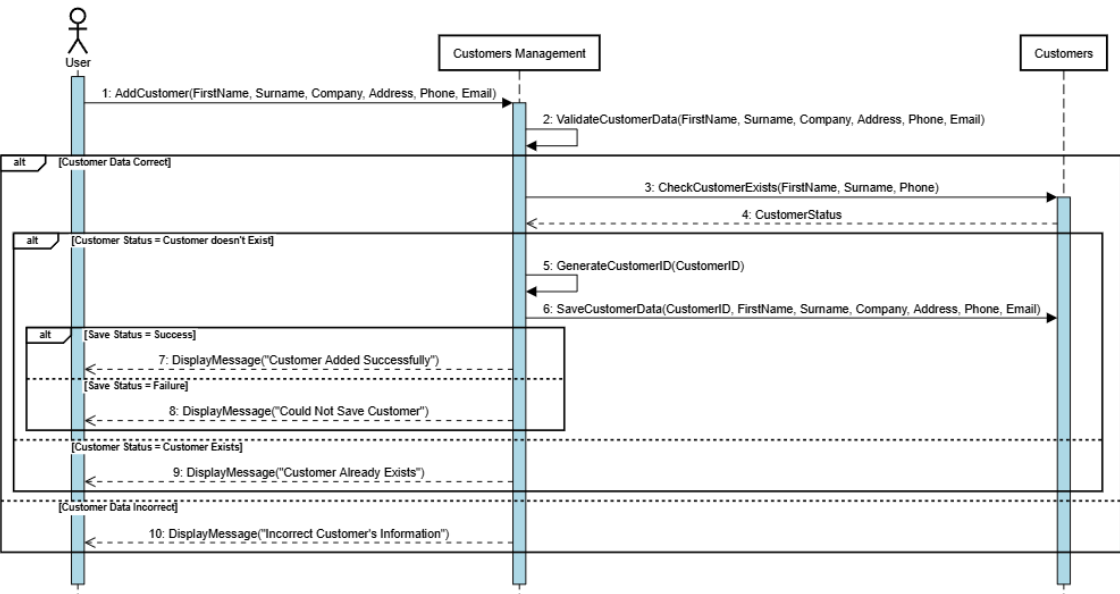 User
Customers Management
Customers
1: AddCustomer(FirstName, Surname, Company, Address, Phone, Email)
2: ValidateCustomerData(FirstName, Surname, Company, Address, Phone, Email)
alt [Customer Data Correct]
3: CheckCustomerExists(FirstName, Surname, Phone)
4: CustomerStatus
alt [Customer Status = Customer doesn't Exist]
5: GenerateCustomerID(CustomerID)
6: SaveCustomerData(CustomerID, FirstName, Surname, Company, Address, Phone, Email)
alt [Save Status = Success]
7: DisplayMessage("Customer Added Successfully")
[Save Status = Failure]
8: DisplayMessage("Could Not Save Customer")
[Customer Status = Customer Exists]
9: DisplayMessage("Customer Already Exists")
[Customer Data Incorrect]
10: DisplayMessage("Incorrect Customer's Information")